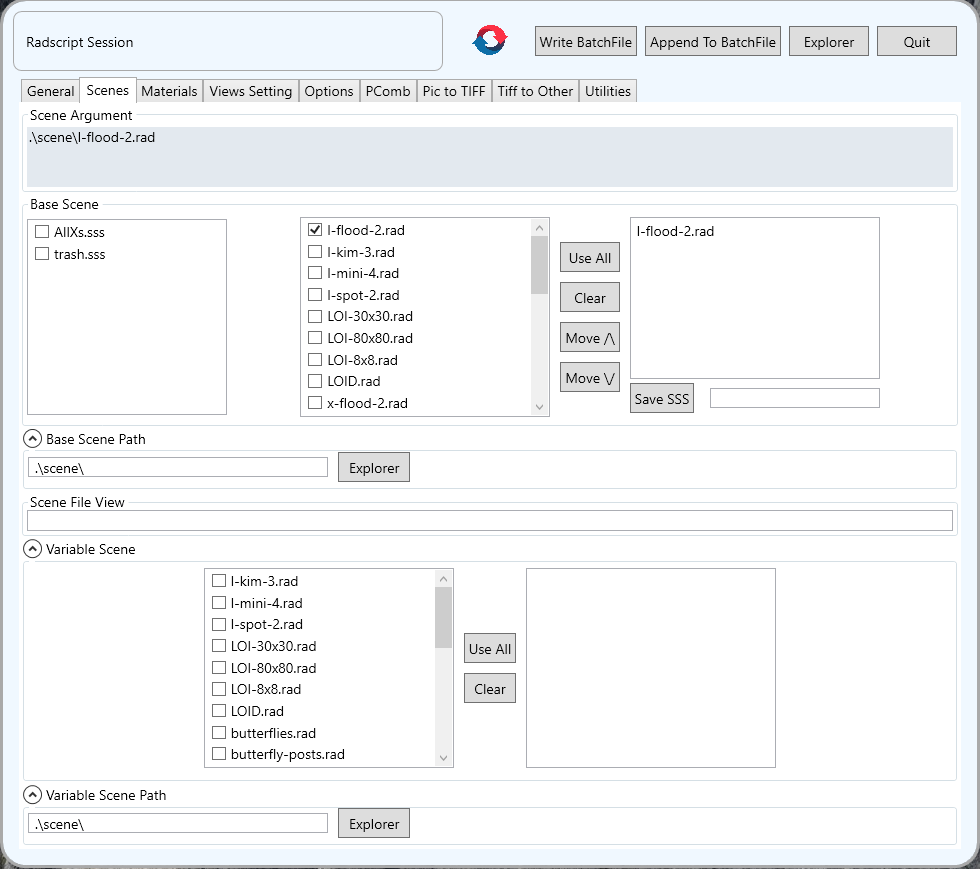 Radscript Session
Write BatchFile
Append To BatchFile
Explorer
Quit
General
Scenes
Materials
Views Setting
Options
PComb
Pic to TIFF
Tiff to Other
Utilities
Scene Argument
.\scene\l-flood-2.rad
Base Scene
AllXs.sss
trash.sss
l-flood-2.rad
l-kim-3.rad
l-mini-4.rad
l-spot-2.rad
LOI-30x30.rad
LOI-80x80.rad
LOI-8x8.rad
LOID.rad
x-flood-2.rad
Use All
Clear
Move /\
Move \/
l-flood-2.rad
Save SSS
Base Scene Path
.\scene\
Explorer
Scene File View
Variable Scene
l-kim-3.rad
l-mini-4.rad
l-spot-2.rad
LOI-30x30.rad
LOI-80x80.rad
LOI-8x8.rad
LOID.rad
butterflies.rad
butterfly-posts.rad
Use All
Clear
Variable Scene Path
.\scene\
Explorer